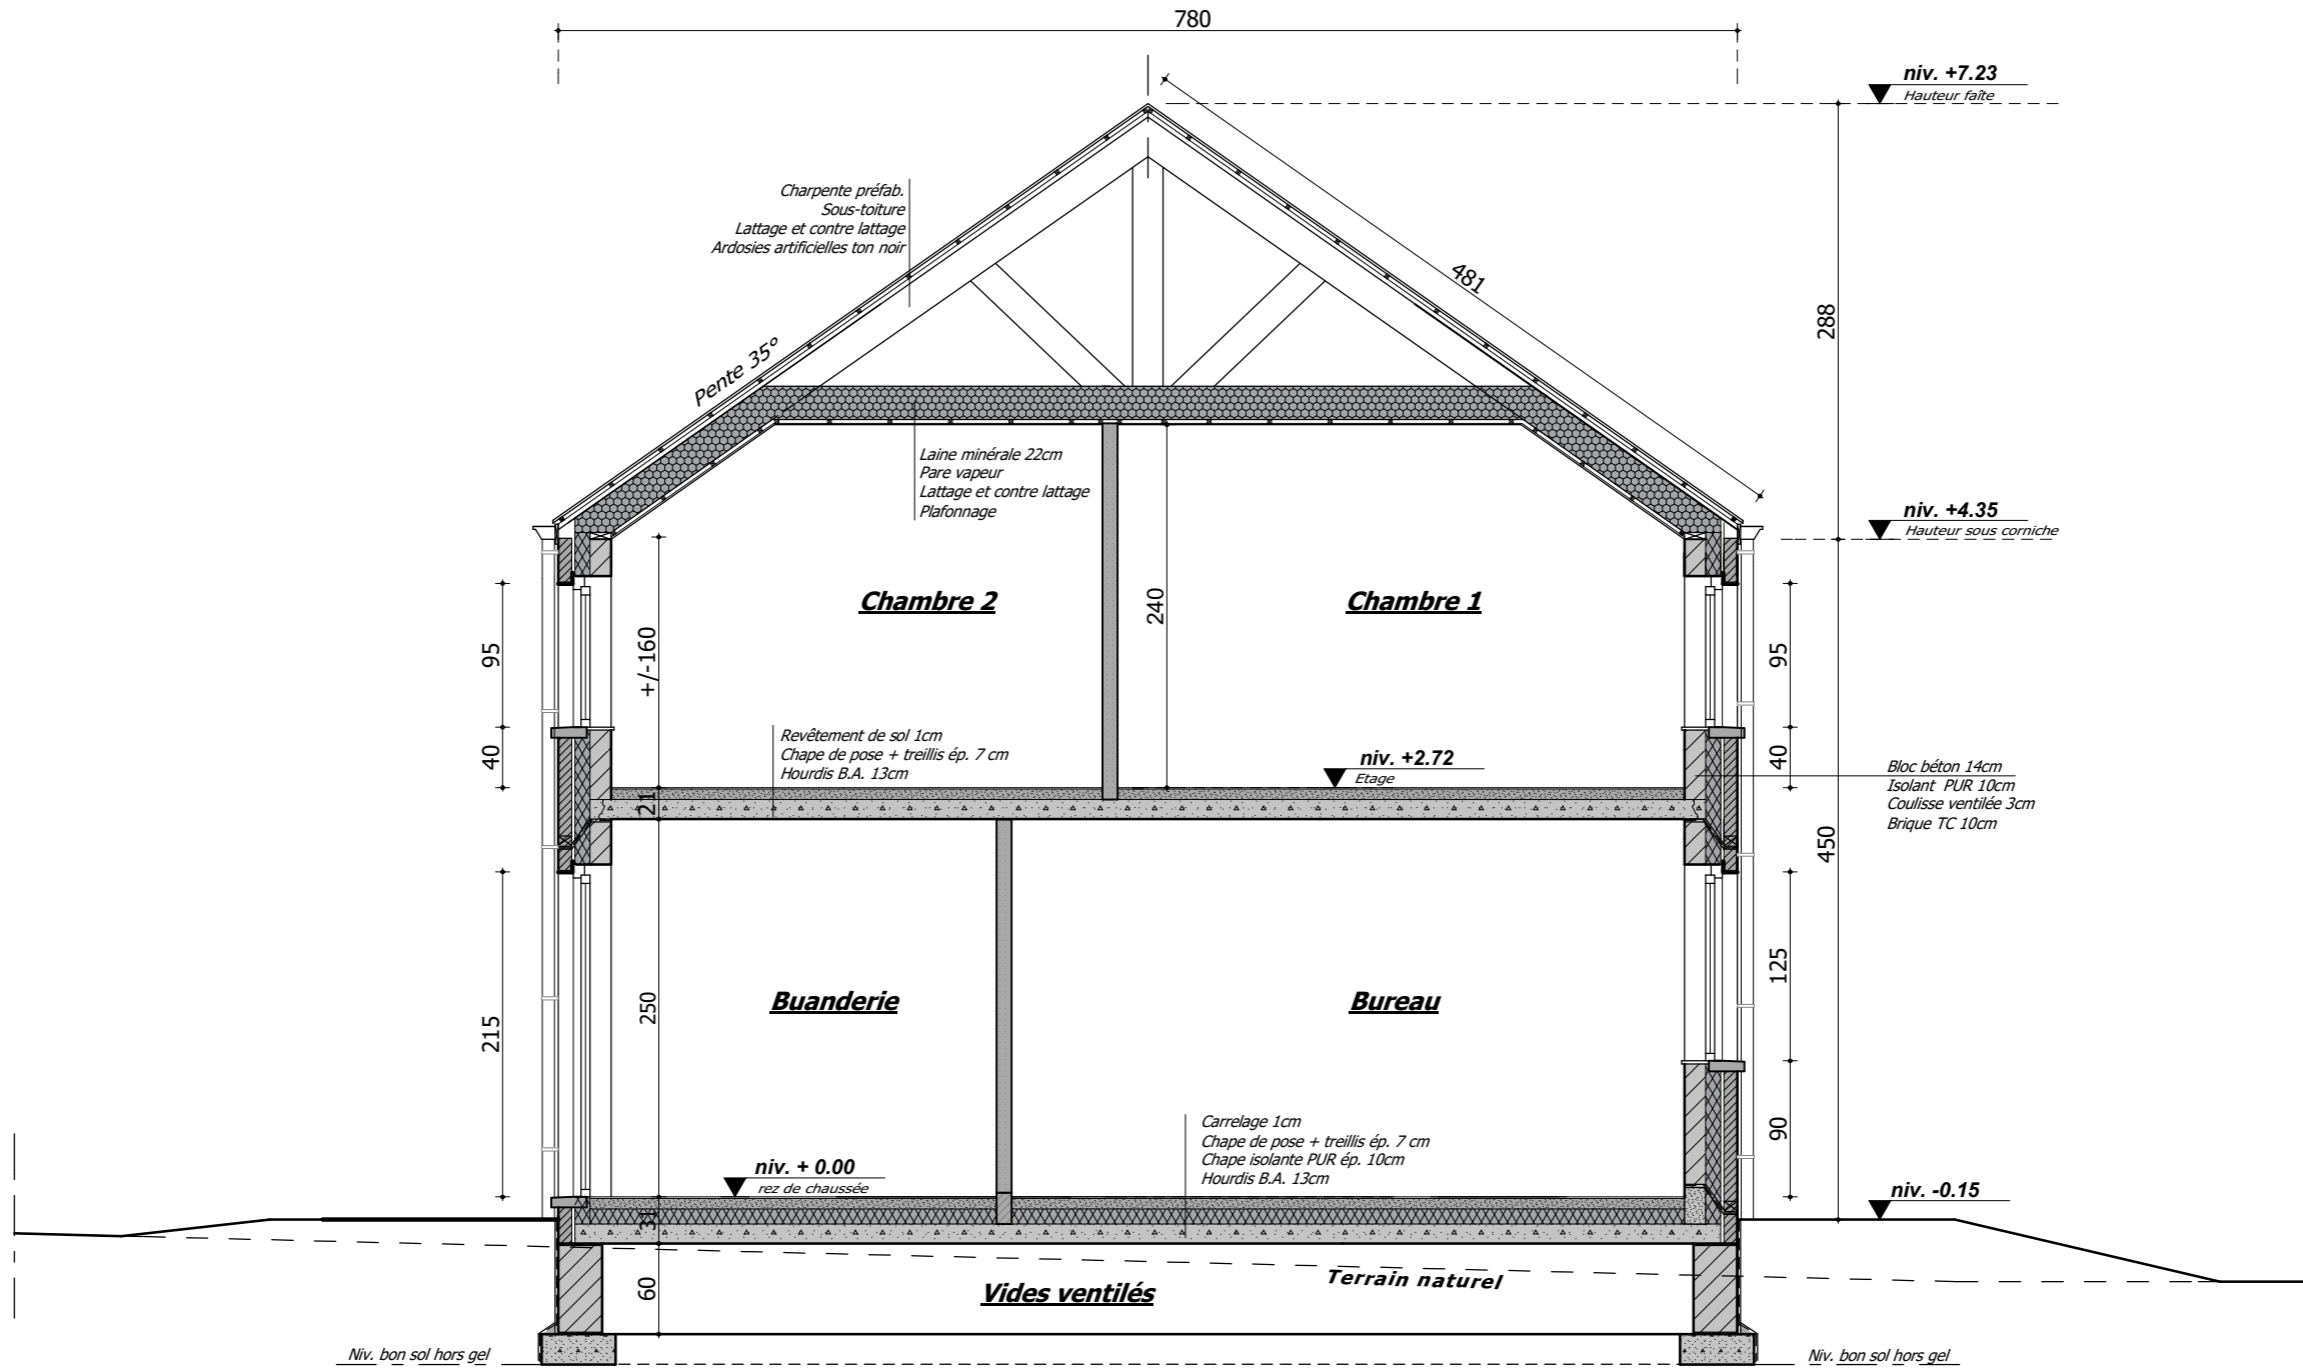 780
niv. +7.23
Hauteur faîte
Charpente préfab.
Sous-toiture
Lattage et contre lattage
Ardosies artificielles ton noir
481
288
Pente 35°
Laine minérale 22cm
Pare vapeur
Lattage et contre lattage
Plafonnage
niv. +4.35
Hauteur sous corniche
Chambre 2
Chambre 1
240
95
+/-160
95
Revêtement de sol 1cm
Chape de pose + treillis ép. 7 cm
Hourdis B.A. 13cm
niv. +2.72
Etage
40
21
40
Bloc béton 14cm
Isolant PUR 10cm
Coulisse ventilée 3cm
Brique TC 10cm
450
125
Buanderie
Bureau
250
215
90
Carrelage 1cm
Chape de pose + treillis ép. 7 cm
Chape isolante PUR ép. 10cm
Hourdis B.A. 13cm
niv. + 0.00
rez de chaussée
niv. -0.15
31
60
Terrain naturel
Vides ventilés
Niv. bon sol hors gel
Niv. bon sol hors gel